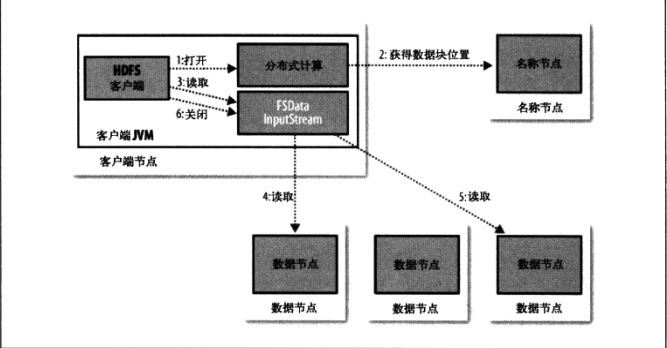 HDFS
客户端
1:打开
3:读取
6:关闭
分布式计算
FSData
InputStream
客户端 JVM
客户端节点
2: 获得数据块位置
名称节点
名称节点
4:读取
5:读取
数据节点
数据节点
数据节点
数据节点
数据节点
数据节点